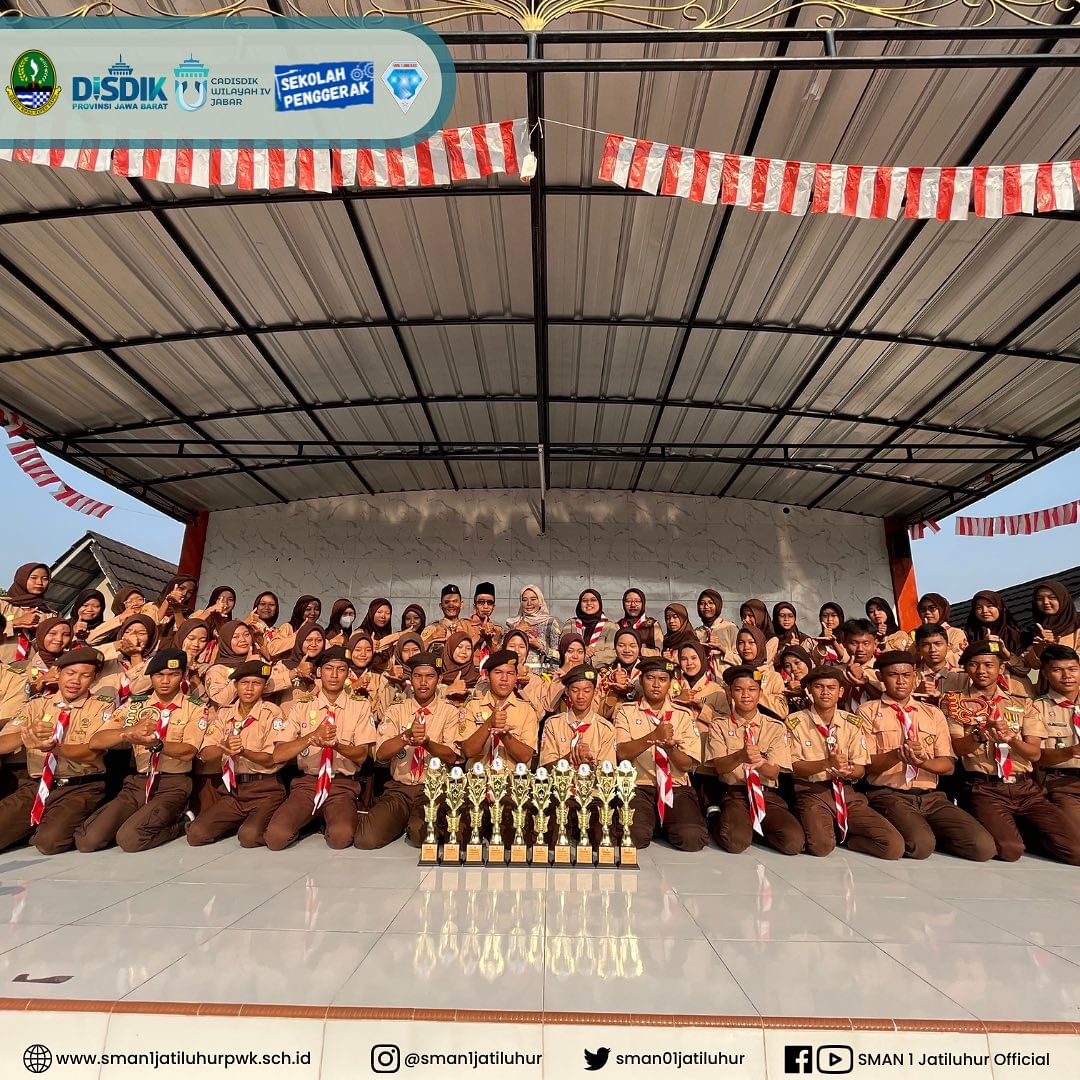 DISDIK
PROVINSI JAWA BARAT
CADISDIK
WILAYAH IV
JABAR
SEKOLAH
PENGGERAK
www.sman1jatiluhurpwk.sch.id
@sman1jatiluhur
sman01jatiluhur
SMAN 1 Jatiluhur Official